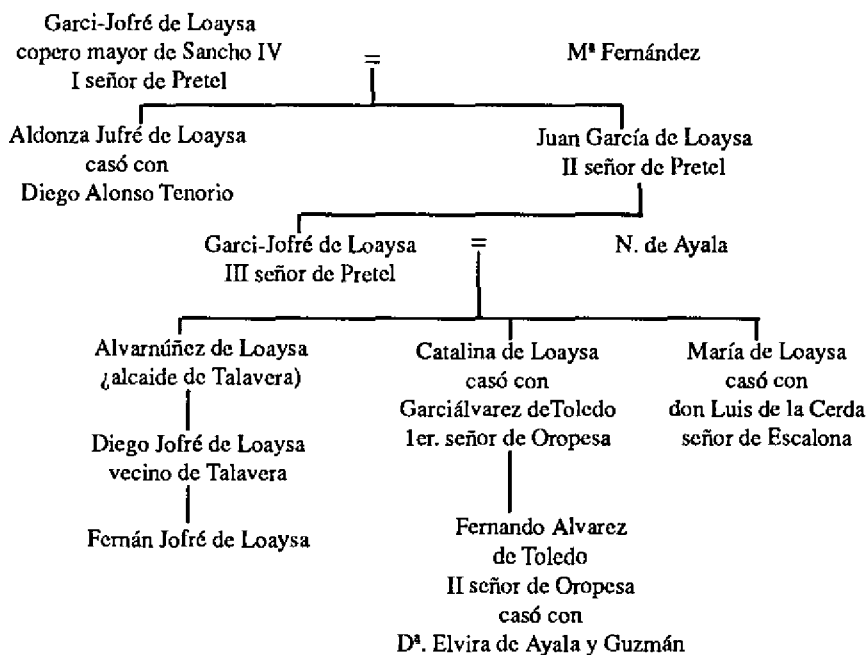 Garci-Jofré de Loaysa
copero mayor de Sancho IV
I señor de Pretel
=
Mª Fernández
Aldonza Jufré de Loaysa
casó con
Diego Alonso Tenorio
Juan García de Loaysa
II señor de Pretel
Garci-Jofré de Loaysa
III señor de Pretel
=
N. de Ayala
Alvarnúñez de Loaysa
¿alcaide de Talavera)
Catalina de Loaysa
casó con
Garciálvarez deToledo
1er. señor de Oropesa
María de Loaysa
casó con
don Luis de la Cerda
señor de Escalona
Diego Jofré de Loaysa
vecino de Talavera
Fernán Jofré de Loaysa
Fernando Alvarez
de Toledo
II señor de Oropesa
casó con
Dª. Elvira de Ayala y Guzmán